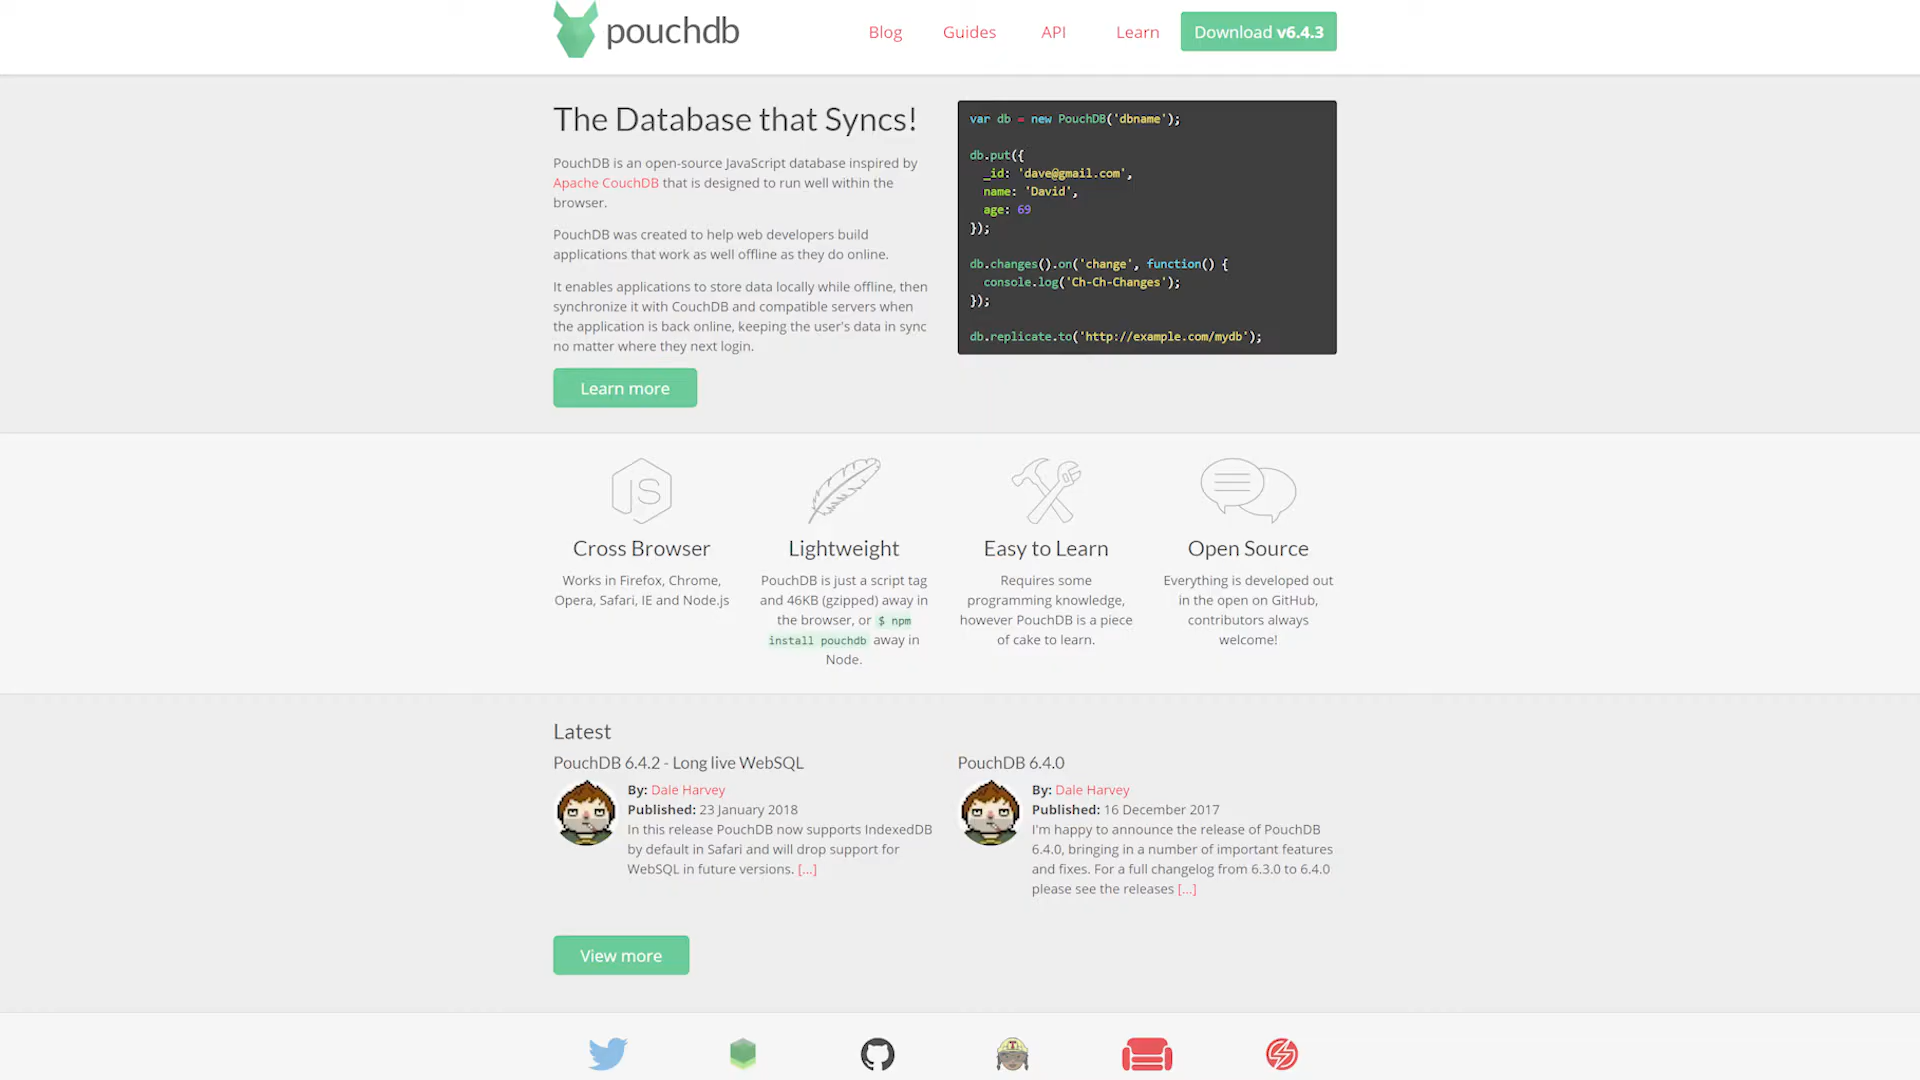 pouchdb
Blog
Guides
API
Learn
Download v6.4.3
The Database that Syncs!
PouchDB is an open-source JavaScript database inspired by
Apache CouchDB that is designed to run well within the
browser.
PouchDB was created to help web developers build
applications that work as well offline as they do online.
It enables applications to store data locally while offline, then
synchronize it with CouchDB and compatible servers when
the application is back online, keeping the user's data in sync
no matter where they next login.
Learn more
var db = new PouchDB('dbname');
db.put({
_id: 'dave@gmail.com',
name: 'David',
age: 69
});
db.changes().on('change', function() {
console.log('Ch-Ch-Changes');
});
db.replicate.to('http://example.com/mydb');
JS
Cross Browser
Works in Firefox, Chrome,
Opera, Safari, IE and Node.js
Lightweight
PouchDB is just a script tag
and 46KB (gzipped) away in
the browser, or $ npm
install pouchdb away in
Node.
Easy to Learn
Requires some
programming knowledge,
however PouchDB is a piece
of cake to learn.
Open Source
Everything is developed out
in the open on GitHub,
contributors always
welcome!
Latest
PouchDB 6.4.2 - Long live WebSQL
By: Dale Harvey
Published: 23 January 2018
In this release PouchDB now supports IndexedDB
by default in Safari and will drop support for
WebSQL in future versions. [...]
PouchDB 6.4.0
By: Dale Harvey
Published: 16 December 2017
I'm happy to announce the release of PouchDB
6.4.0, bringing in a number of important features
and fixes. For a full changelog from 6.3.0 to 6.4.0
please see the releases [...]
View more
T